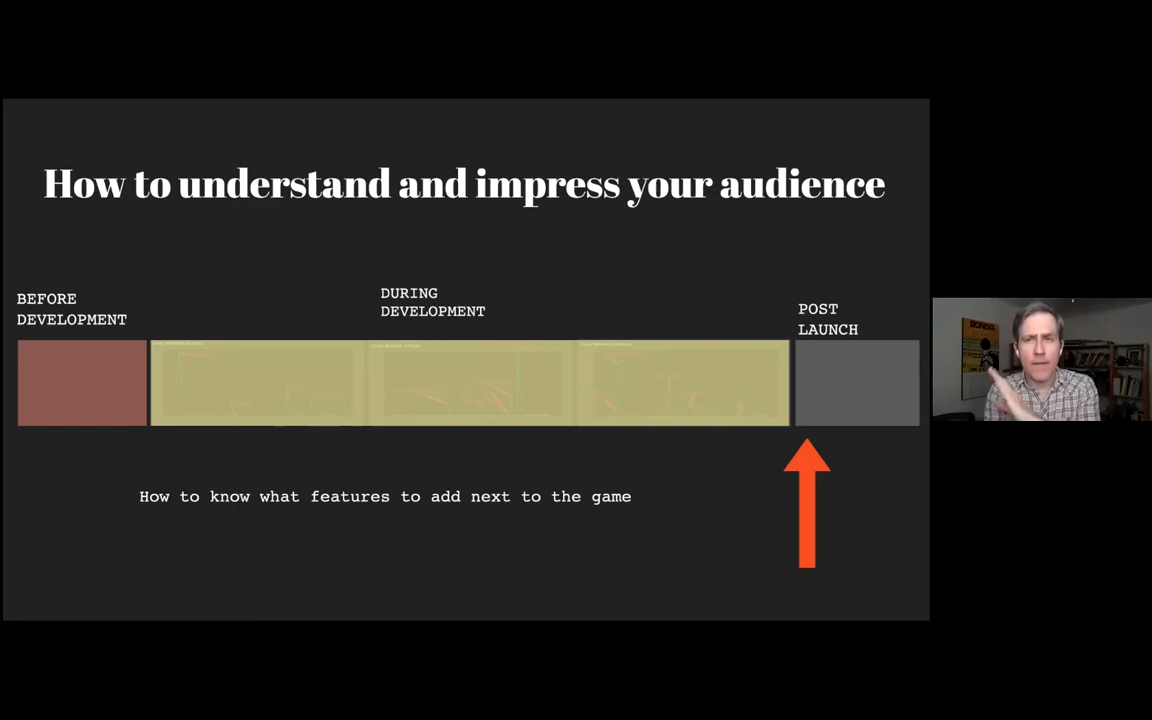 How to understand and impress your audience
BEFORE
DEVELOPMENT
DURING
DEVELOPMENT
POST
LAUNCH
How to know what features to add next to the game